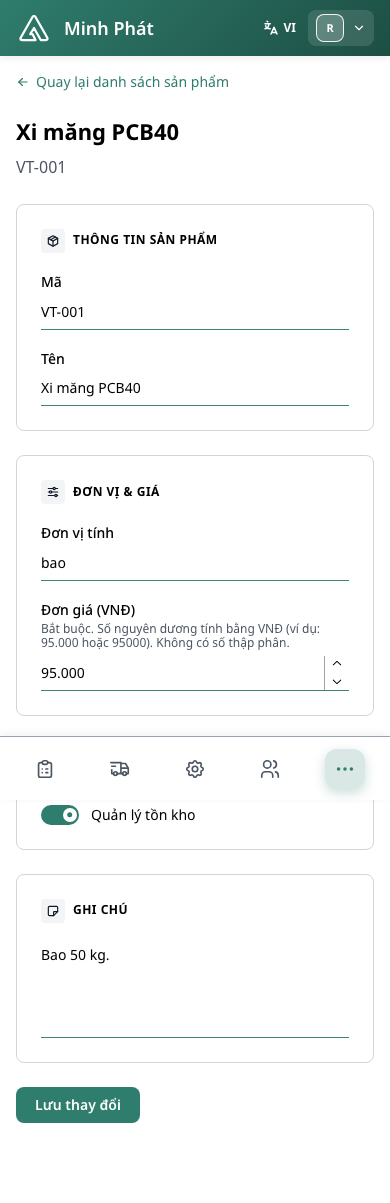 Minh Phát
VI
R
Quay lại danh sách sản phẩm
Xi măng PCB40
VT-001
THÔNG TIN SẢN PHẨM
Mã
VT-001
Tên
Xi măng PCB40
ĐƠN VỊ & GIÁ
Đơn vị tính
bao
Đơn giá (VNĐ)
Bắt buộc. Số nguyên dương tính bằng VNĐ (ví dụ:
95.000 hoặc 95000). Không có số thập phân.
95.000
Quản lý tồn kho
GHI CHÚ
Bao 50 kg.
Lưu thay đổi